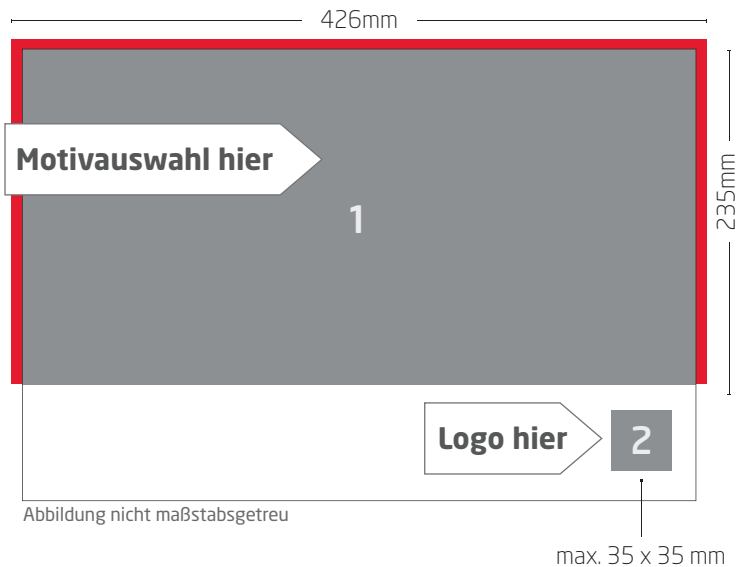 426mm
Motivauswahl hier
1
235mm
Logo hier
2
Abbildung nicht maßstabsgetreu
max. 35 x 35 mm